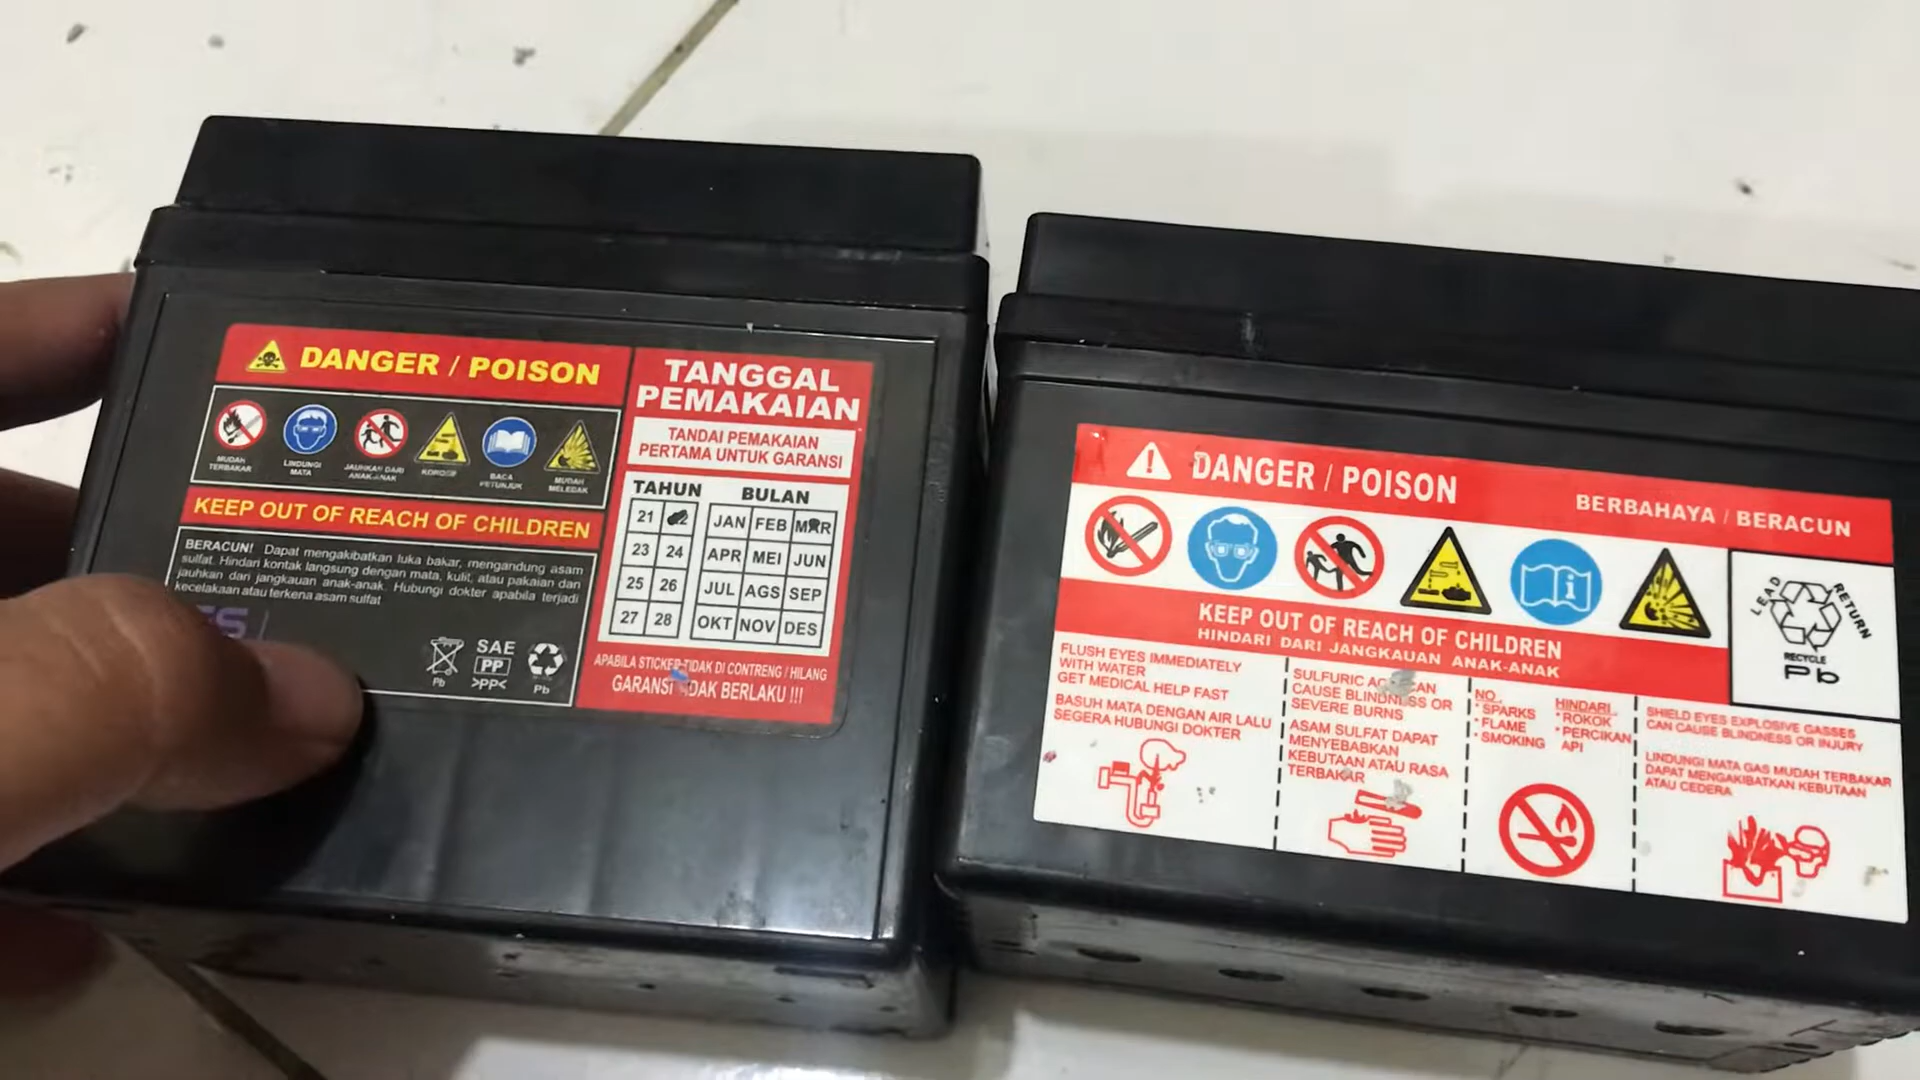 DANGER / POISON
MUDAH
TERBAKAR
LINDUNGI
MATA
JAUHKAN DARI
ANAK-ANAK
KOROSIF
BACA
PETUNJUK
MUDAH
MELEDAK
KEEP OUT OF REACH OF CHILDREN
BERACUN! Dapat mengakibatkan luka bakar, mengandung asam
sulfat. Hindari kontak langsung dengan mata, kulit, atau pakaian dan
jauhkan dari jangkauan anak-anak. Hubungi dokter apabila terjadi
kecelakaan atau terkena asam sulfat
Pb
SAE
PP
>PP<
Pb
TANGGAL
PEMAKAIAN
TANDAI PEMAKAIAN
PERTAMA UNTUK GARANSI
TAHUN BULAN
21 JAN FEB MAR
23 24 APR MEI JUN
25 26 JUL AGS SEP
27 28 OKT NOV DES
APABILA STICKER TIDAK DI CONTRENG / HILANG
GARANSI TIDAK BERLAKU !!!
DANGER / POISON
BERBAHAYA / BERACUN
KEEP OUT OF REACH OF CHILDREN
HINDARI DARI JANGKAUAN ANAK-ANAK
LEAD
RETURN
RECYCLE
Pb
FLUSH EYES IMMEDIATELY
WITH WATER
GET MEDICAL HELP FAST
BASUH MATA DENGAN AIR LALU
SEGERA HUBUNGI DOKTER
SULFURIC ACID CAN
CAUSE BLINDNESS OR
SEVERE BURNS
ASAM SULFAT DAPAT
MENYEBABKAN
KEBUTAAN ATAU RASA
TERBAKAR
NO
* SPARKS
* FLAME
* SMOKING
HINDARI
* ROKOK
* PERCIKAN
API
SHIELD EYES EXPLOSIVE GASSES
CAN CAUSE BLINDNESS OR INJURY
LINDUNGI MATA GAS MUDAH TERBAKAR
DAPAT MENGAKIBATKAN KEBUTAAN
ATAU CEDERA